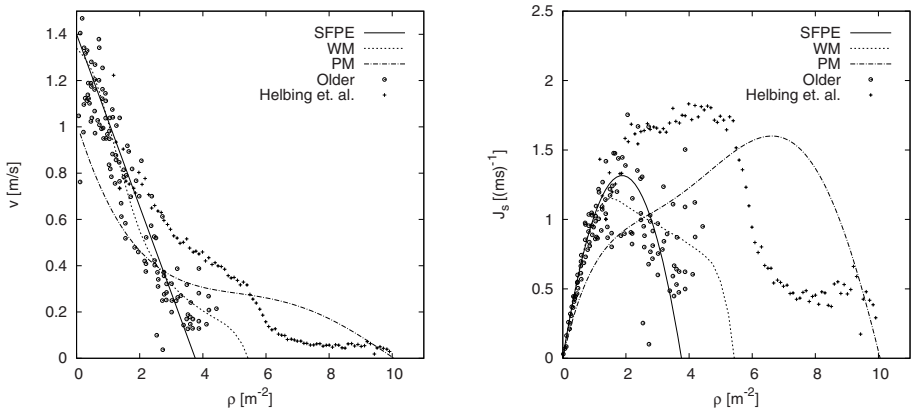 1.4
1.2
1
0.8
0.6
0.4
0.2
0
v [m/s]
0 2 4 6 8 10
ρ [m⁻²]
SFPE
WM
PM
Older
Helbing et. al.
2.5
2
1.5
1
0.5
0
Jₛ [(ms)⁻¹]
0 2 4 6 8 10
ρ [m⁻²]
SFPE
WM
PM
Older
Helbing et. al.